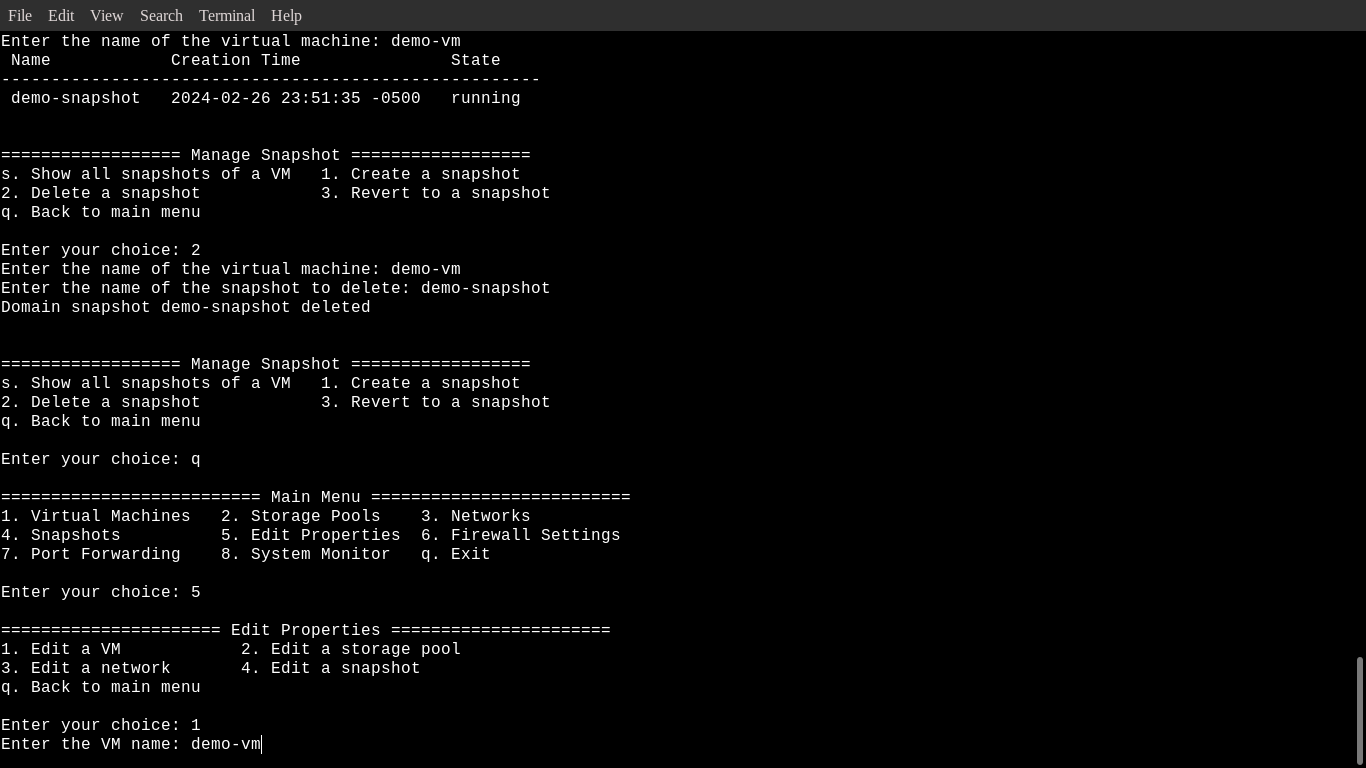 File Edit View Search Terminal Help
Enter the name of the virtual machine: demo-vm
 Name            Creation Time               State
------------------------------------------------------
 demo-snapshot   2024-02-26 23:51:35 -0500   running
================== Manage Snapshot ==================
s. Show all snapshots of a VM   1. Create a snapshot
2. Delete a snapshot            3. Revert to a snapshot
q. Back to main menu
Enter your choice: 2
Enter the name of the virtual machine: demo-vm
Enter the name of the snapshot to delete: demo-snapshot
Domain snapshot demo-snapshot deleted
================== Manage Snapshot ==================
s. Show all snapshots of a VM   1. Create a snapshot
2. Delete a snapshot            3. Revert to a snapshot
q. Back to main menu
Enter your choice: q
========================== Main Menu ==========================
1. Virtual Machines   2. Storage Pools    3. Networks
4. Snapshots          5. Edit Properties  6. Firewall Settings
7. Port Forwarding    8. System Monitor   q. Exit
Enter your choice: 5
====================== Edit Properties ======================
1. Edit a VM            2. Edit a storage pool
3. Edit a network       4. Edit a snapshot
q. Back to main menu
Enter your choice: 1
Enter the VM name: demo-vm